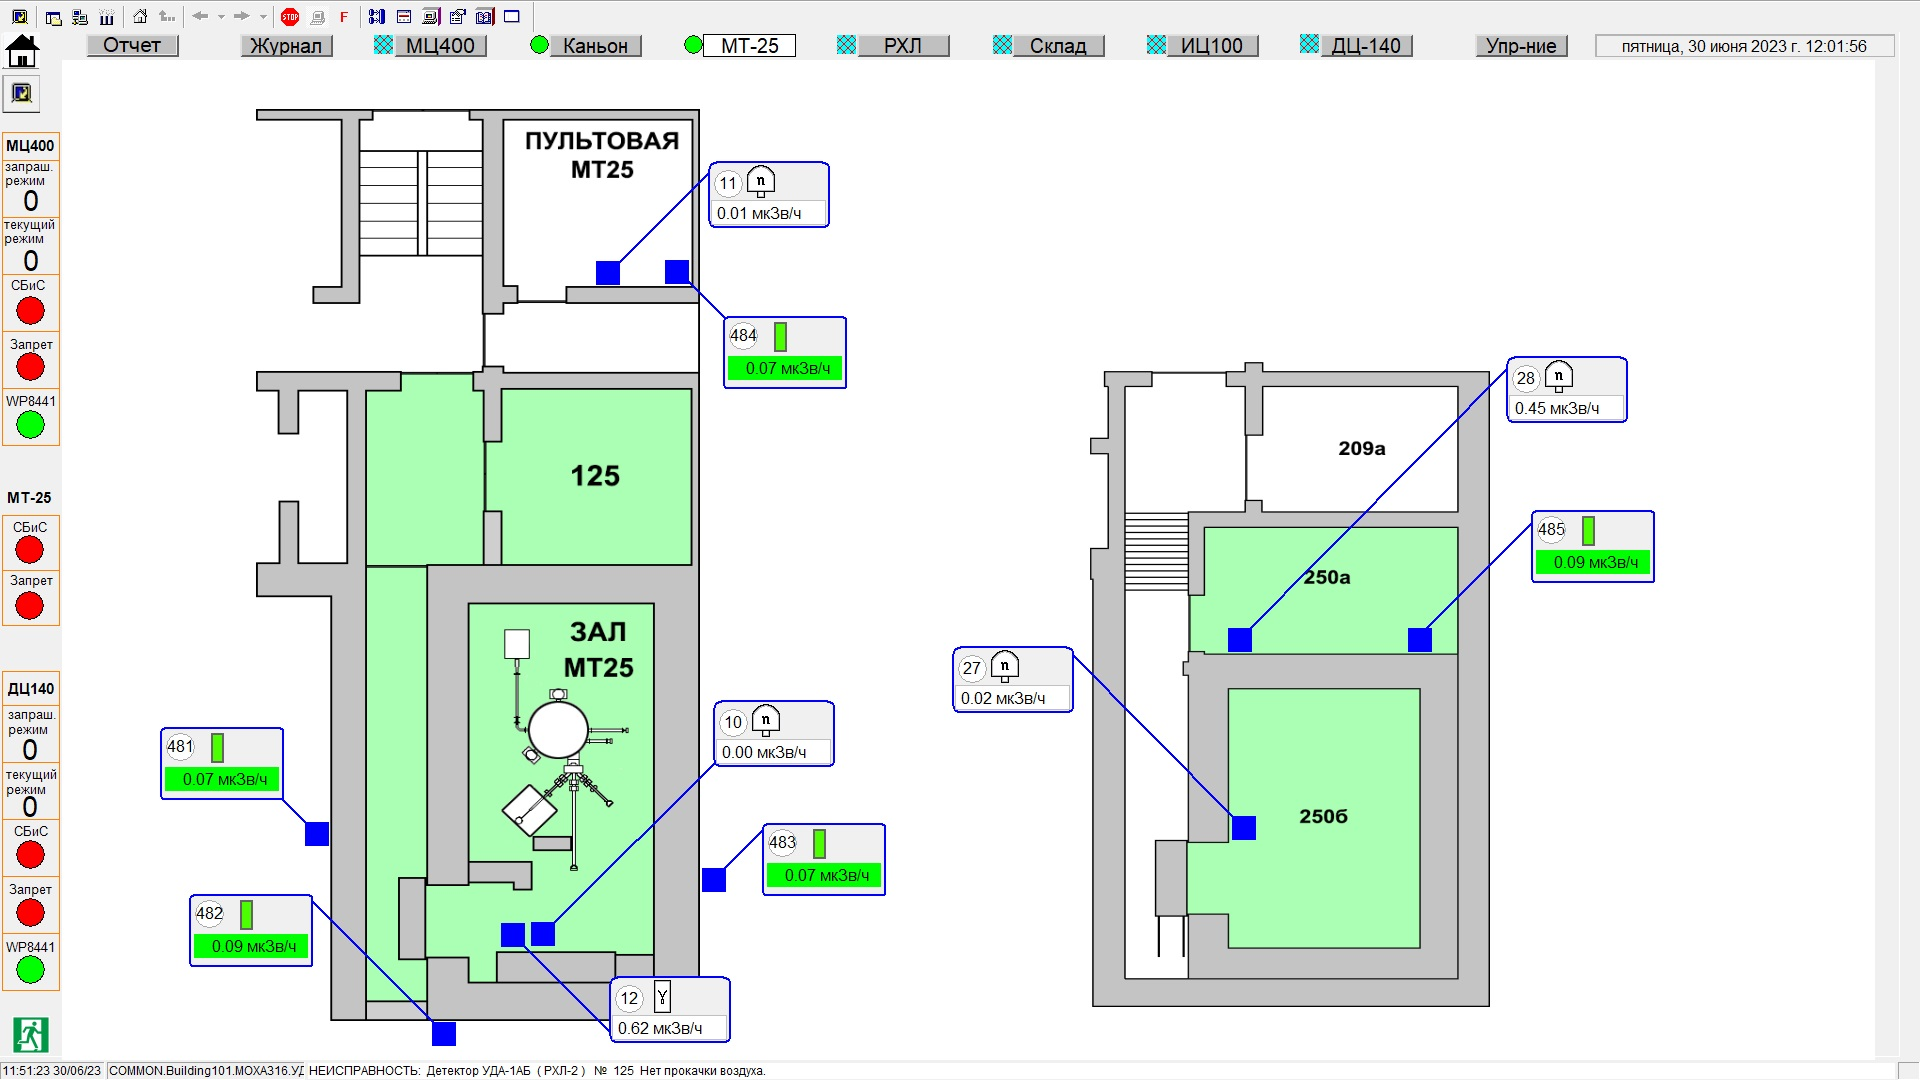 STOP
F
Отчет
Журнал
МЦ400
Каньон
МТ-25
РХЛ
Склад
ИЦ100
ДЦ-140
Упр-ние
пятница, 30 июня 2023 г. 12:01:56
МЦ400
запраш.
режим
0
текущий
режим
0
СБиС
Запрет
WP8441
МТ-25
СБиС
Запрет
ДЦ140
запраш.
режим
0
текущий
режим
0
СБиС
Запрет
WP8441
ПУЛЬТОВАЯ
МТ25
11
n
0.01 мкЗв/ч
484
0.07 мкЗв/ч
125
ЗАЛ
МТ25
481
0.07 мкЗв/ч
10
n
0.00 мкЗв/ч
483
0.07 мкЗв/ч
482
0.09 мкЗв/ч
12
γ
0.62 мкЗв/ч
28
n
0.45 мкЗв/ч
209а
485
0.09 мкЗв/ч
250а
27
n
0.02 мкЗв/ч
250б
11:51:23 30/06/23 COMMON.Building101.MOXA316.УД НЕИСПРАВНОСТЬ: Детектор УДА-1АБ ( РХЛ-2 ) № 125 Нет прокачки воздуха.